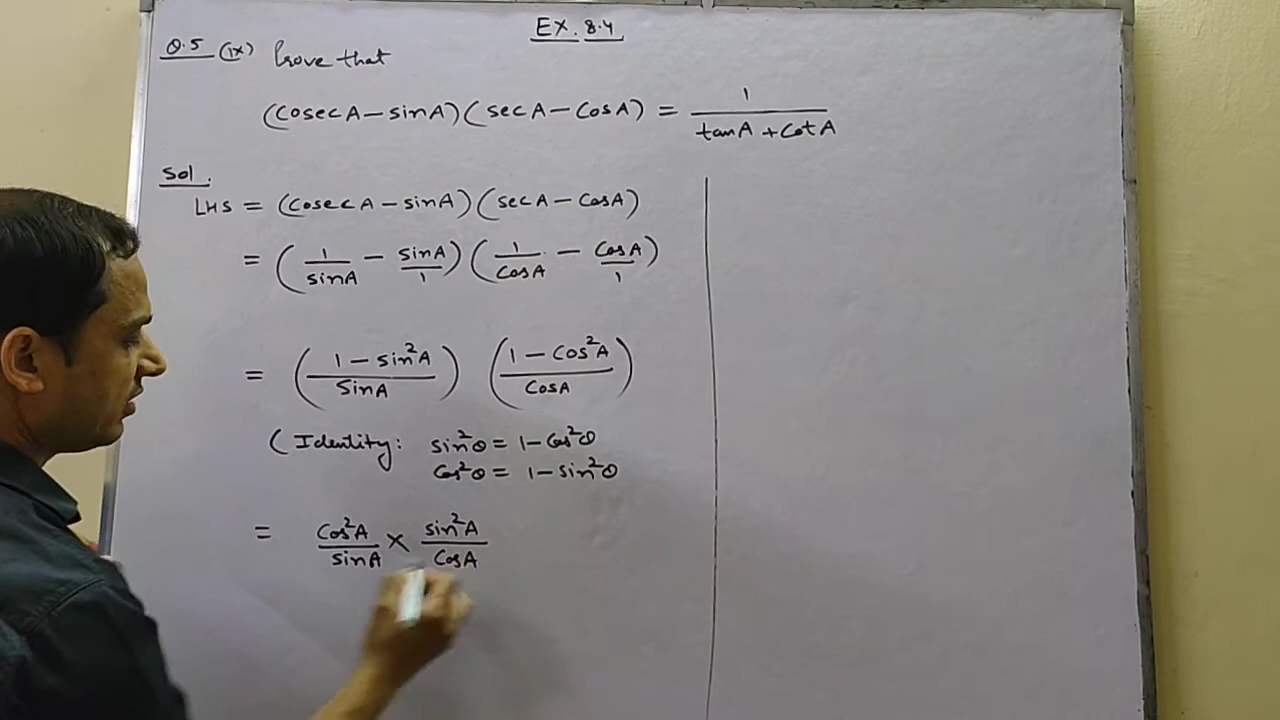 EX. 8.4
Q.5 (ix) Prove that
(cosecA - sinA)(secA - cosA) = 1/(tanA + cotA)
Sol.
LHS = (cosecA - sinA)(secA - cosA)
= (1/sinA - sinA/1)(1/cosA - cosA/1)
= ((1 - sin²A)/sinA) ((1 - cos²A)/cosA)
(Identity: sin²θ = 1 - cos²θ
cos²θ = 1 - sin²θ
= cos²A/sinA × sin²A/cosA